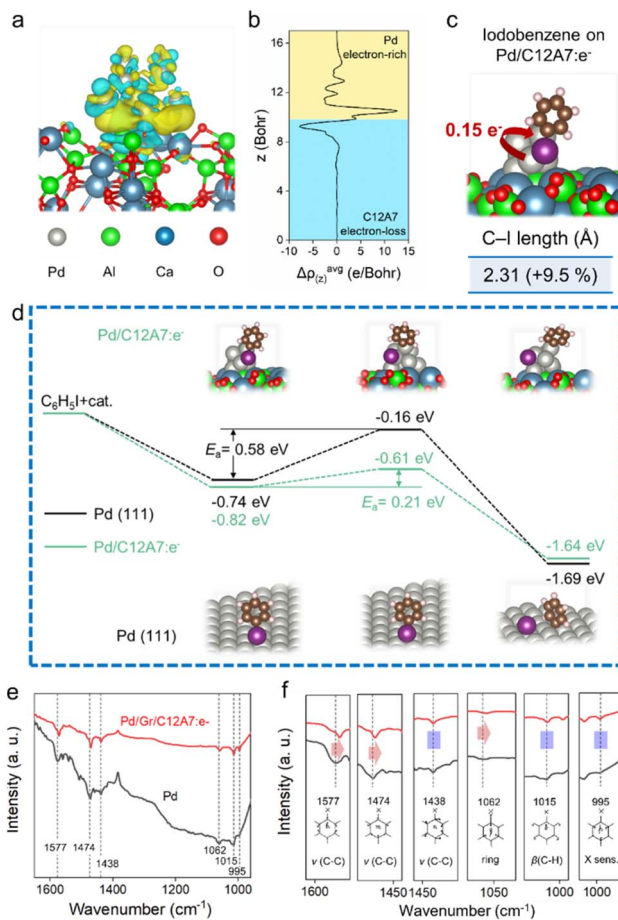 a
Pd
Al
Ca
O
b
16
12
8
4
0
z (Bohr)
Pd
electron-rich
C12A7
electron-loss
-10
-5
0
5
10
15
Δρ(z)avg (e/Bohr)
c
Iodobenzene on
Pd/C12A7:e-
0.15 e-
C–I length (Å)
2.31 (+9.5 %)
d
Pd/C12A7:e-
C6H5I+cat.
Ea= 0.58 eV
-0.16 eV
-0.61 eV
Ea= 0.21 eV
-0.74 eV
-0.82 eV
-1.64 eV
-1.69 eV
Pd (111)
Pd/C12A7:e-
Pd (111)
e
Intensity (a. u.)
Pd/Gr/C12A7:e-
Pd
1577
1474
1438
1062
1015
995
1600
1400
1200
1000
Wavenumber (cm-1)
f
Intensity (a. u.)
1577
1474
1438
1062
1015
995
X
X
X
X
X
X
ν (C-C)
ν (C-C)
ν (C-C)
ring
β(C-H)
X sens.
1600
1450
1450
1050
1000
1000
Wavenumber (cm-1)